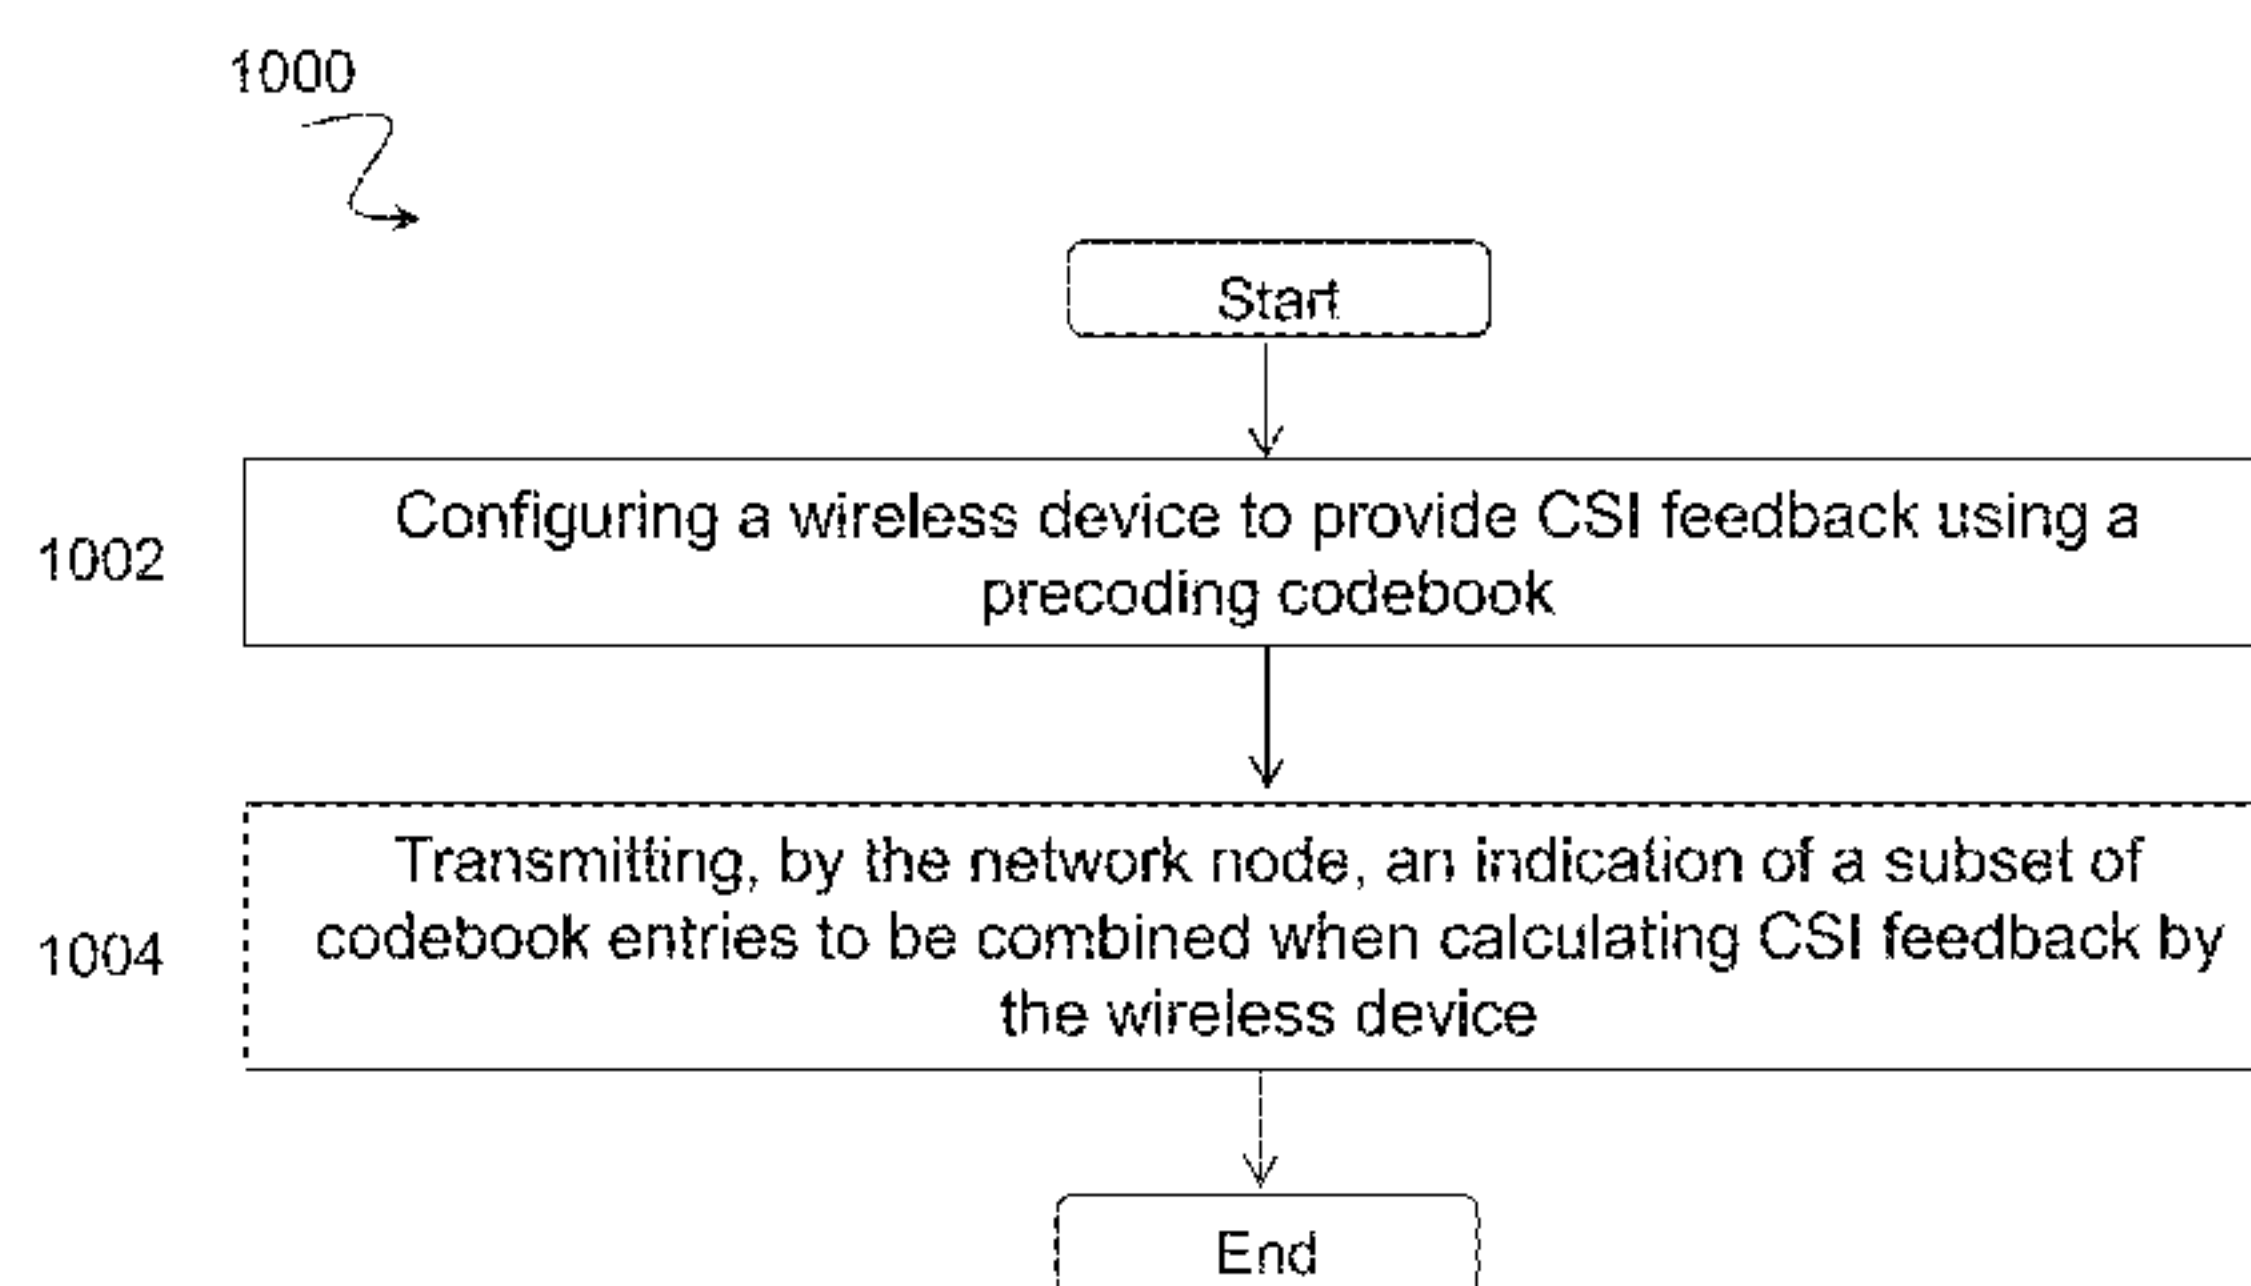 1000
Start
1002
Configuring a wireless device to provide CSI feedback using a
precoding codebook
1004
Transmitting, by the network node, an indication of a subset of
codebook entries to be combined when calculating CSI feedback by
the wireless device
End